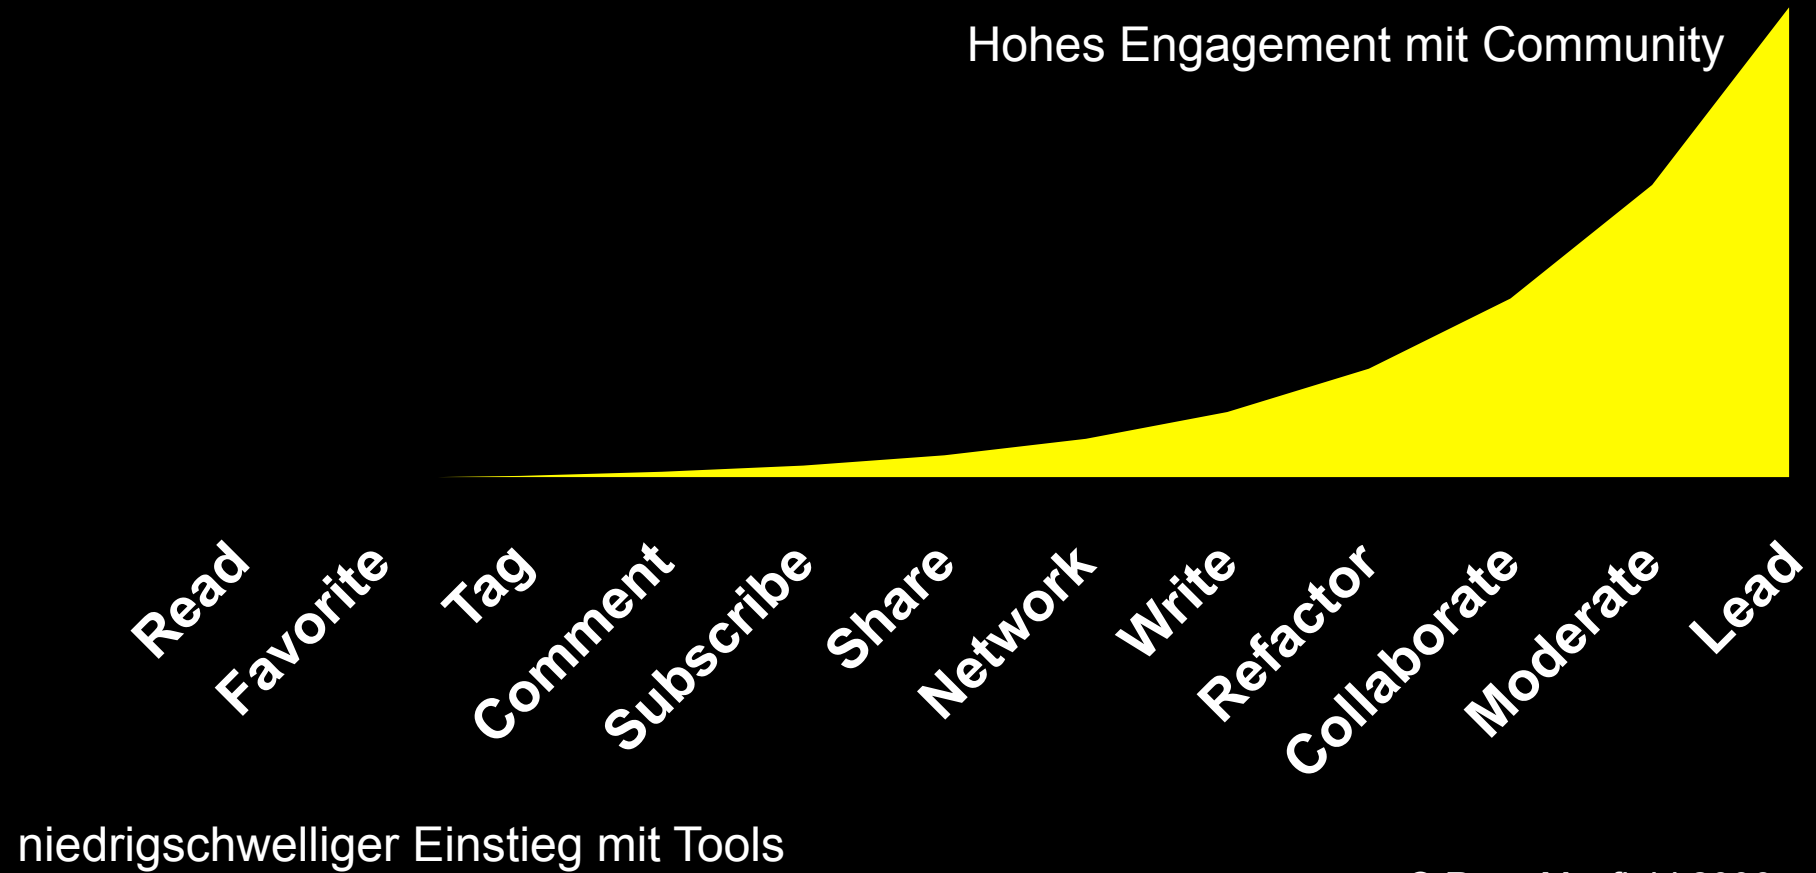 Hohes Engagement mit Community
Read
Favorite
Tag
Comment
Subscribe
Share
Network
Write
Refactor
Collaborate
Moderate
Lead
niedrigschwelliger Einstieg mit Tools